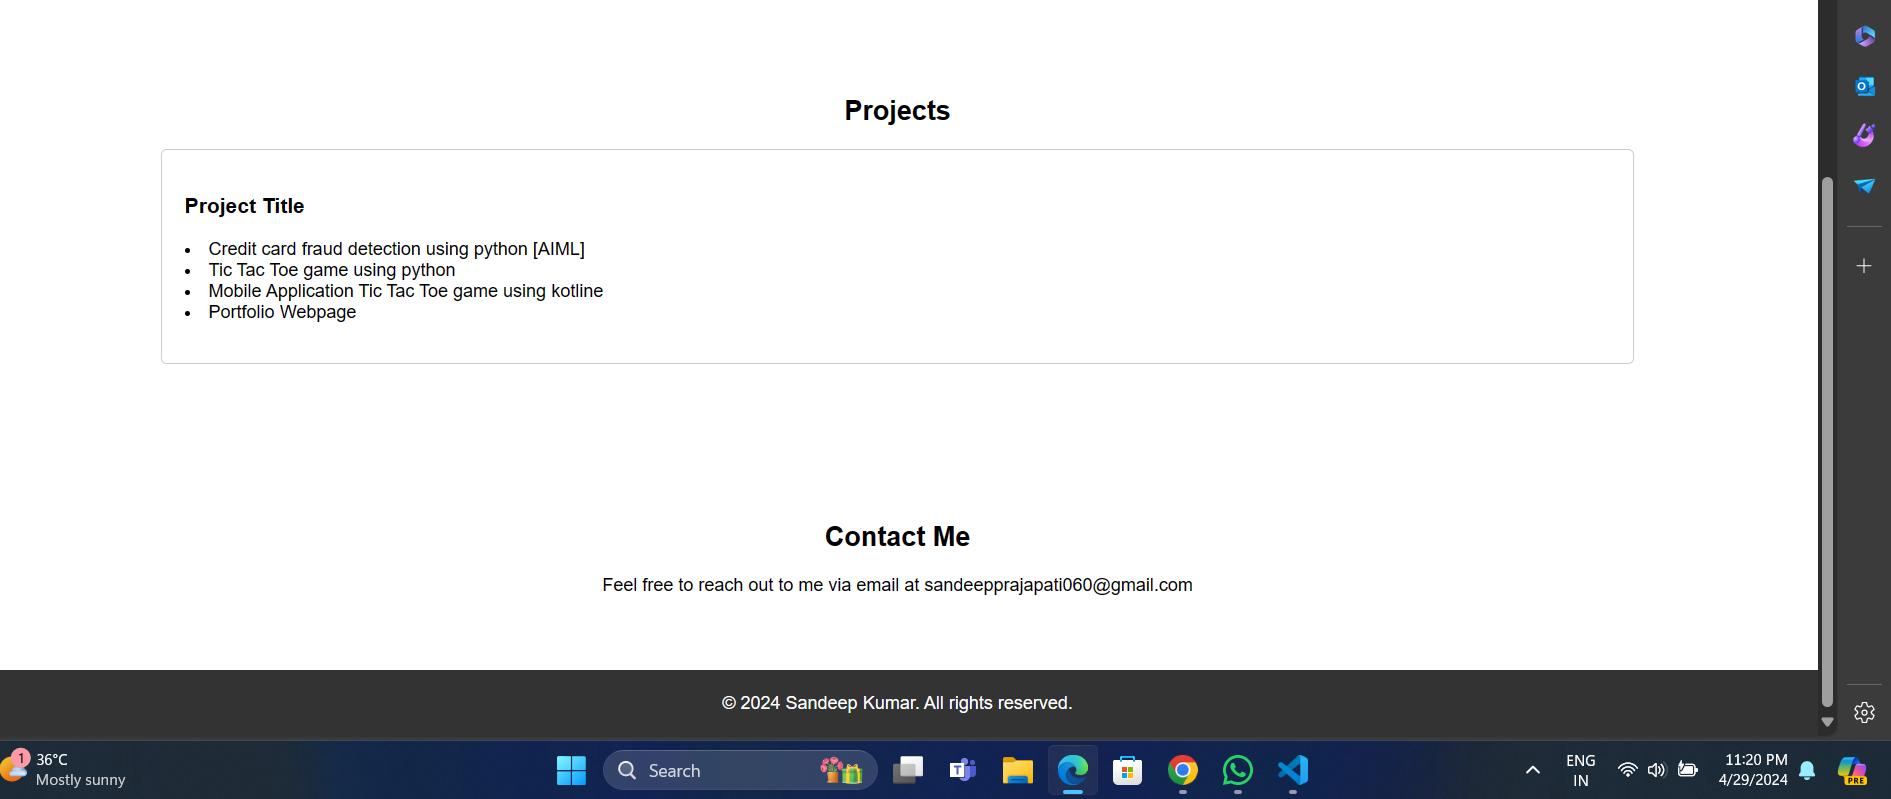 Projects
Project Title
• Credit card fraud detection using python [AIML]
• Tic Tac Toe game using python
• Mobile Application Tic Tac Toe game using kotline
• Portfolio Webpage
Contact Me
Feel free to reach out to me via email at sandeepprajapati060@gmail.com
© 2024 Sandeep Kumar. All rights reserved.
1
36°C
Mostly sunny
Search
ENG
IN
11:20 PM
4/29/2024
PRE